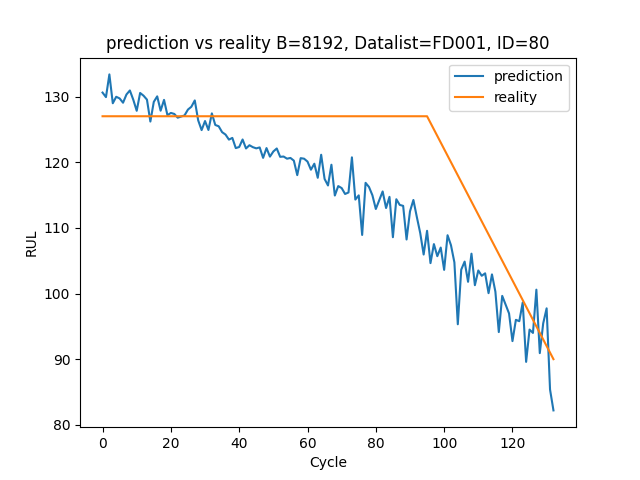 prediction vs reality B=8192, Datalist=FD001, ID=80
prediction
reality
130
120
110
100
90
80
RUL
0 20 40 60 80 100 120
Cycle